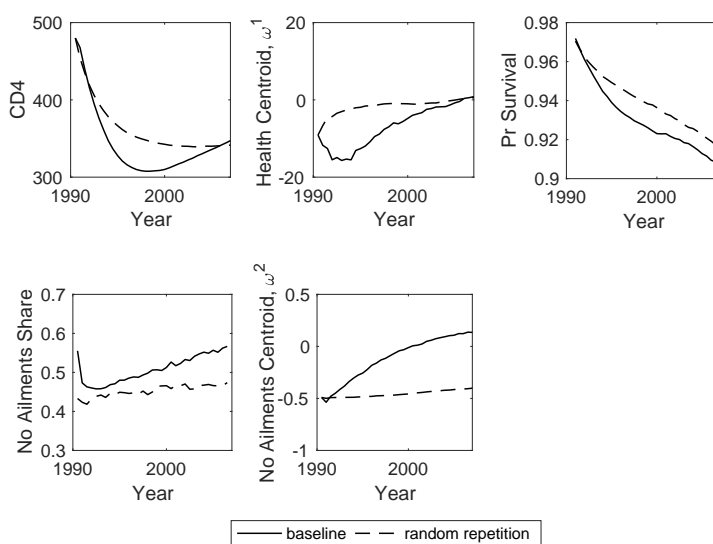 500
400
300
CD4
1990
2000
Year
20
0
-20
Health Centroid, ω¹
1990
2000
Year
0.98
0.96
0.94
0.92
0.9
Pr Survival
1990
2000
Year
0.7
0.6
0.5
0.4
0.3
No Ailments Share
1990
2000
Year
0.5
0
-0.5
-1
No Ailments Centroid, ω²
1990
2000
Year
baseline
random repetition